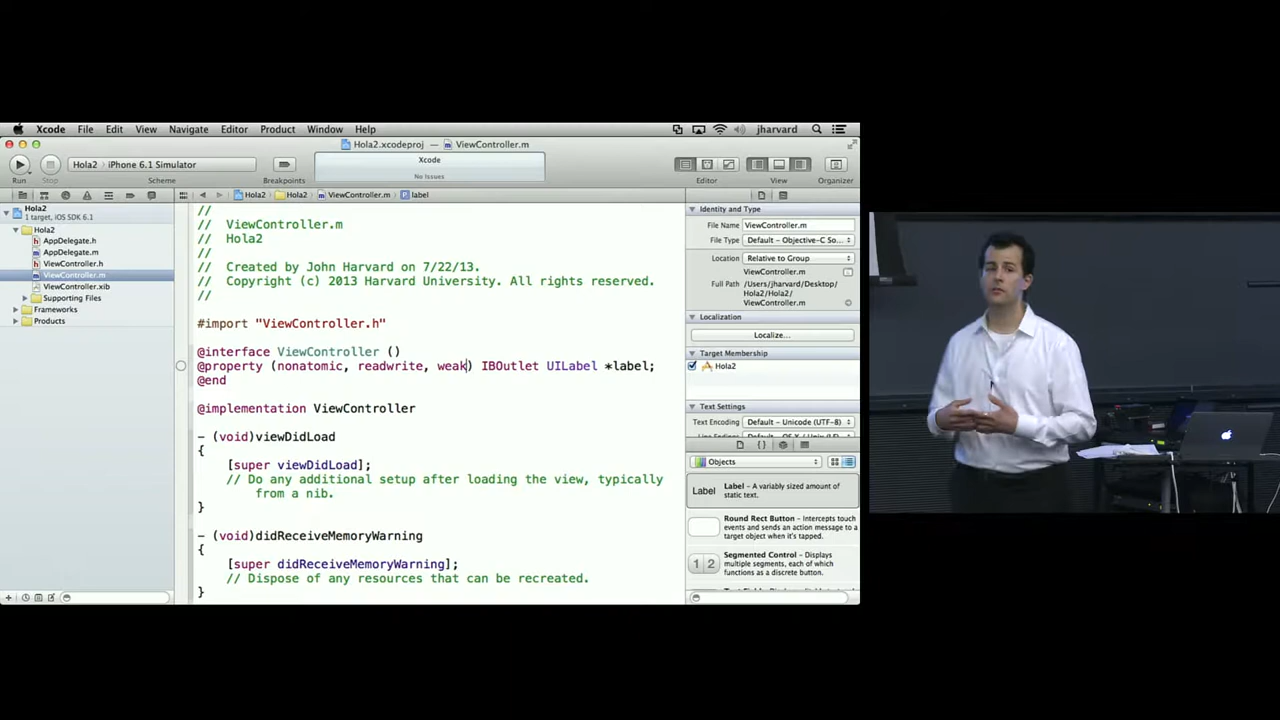 Xcode File Edit View Navigate Editor Product Window Help jharvard
Hola2.xcodeproj — ViewController.m
Run Stop Hola2 › iPhone 6.1 Simulator
Scheme Breakpoints
Xcode
No Issues
Editor View Organizer
Hola2
1 target, iOS SDK 6.1
Hola2
AppDelegate.h
AppDelegate.m
ViewController.h
ViewController.m
ViewController.xib
Supporting Files
Frameworks
Products
Hola2 › Hola2 › ViewController.m › label
//
// ViewController.m
// Hola2
//
// Created by John Harvard on 7/22/13.
// Copyright (c) 2013 Harvard University. All rights reserved.
//
#import "ViewController.h"
@interface ViewController ()
@property (nonatomic, readwrite, weak) IBOutlet UILabel *label;
@end
@implementation ViewController
- (void)viewDidLoad
{
[super viewDidLoad];
// Do any additional setup after loading the view, typically
from a nib.
}
- (void)didReceiveMemoryWarning
{
[super didReceiveMemoryWarning];
// Dispose of any resources that can be recreated.
}
Identity and Type
File Name ViewController.m
File Type Default - Objective-C So...
Location Relative to Group
ViewController.m
Full Path /Users/jharvard/Desktop/
Hola2/Hola2/
ViewController.m
Localization
Localize...
Target Membership
Hola2
Text Settings
Text Encoding Default - Unicode (UTF-8)
Objects
Label Label - A variably sized amount of
static text.
Round Rect Button - Intercepts touch
events and sends an action message to a
target object when it's tapped.
1 2 Segmented Control - Displays
multiple segments, each of which
functions as a discrete button.